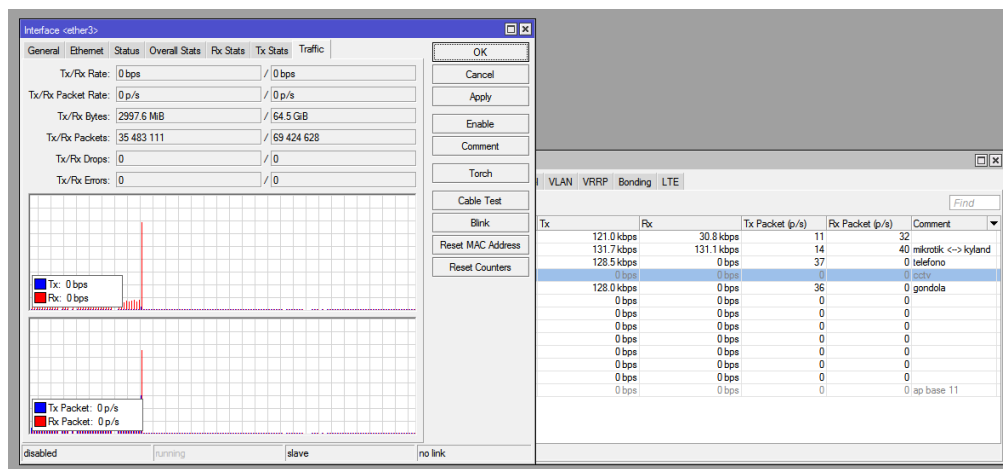 Interface <ether3>
General Ethernet Status Overall Stats Rx Stats Tx Stats Traffic
Tx/Rx Rate: 0 bps / 0 bps
Tx/Rx Packet Rate: 0 p/s / 0 p/s
Tx/Rx Bytes: 2997.6 MiB / 64.5 GiB
Tx/Rx Packets: 35 483 111 / 69 424 628
Tx/Rx Drops: 0 / 0
Tx/Rx Errors: 0 / 0
Tx: 0 bps
Rx: 0 bps
Tx Packet: 0 p/s
Rx Packet: 0 p/s
disabled running slave no link
OK
Cancel
Apply
Enable
Comment
Torch
Cable Test
Blink
Reset MAC Address
Reset Counters
VLAN VRRP Bonding LTE
Find
Tx Rx Tx Packet (p/s) Rx Packet (p/s) Comment
121.0 kbps 30.8 kbps 11 32
131.7 kbps 131.1 kbps 14 40 mikrotik <--> kyland
128.5 kbps 0 bps 37 0 telefono
0 bps 0 bps 0 0 cctv
128.0 kbps 0 bps 36 0 gondola
0 bps 0 bps 0 0
0 bps 0 bps 0 0
0 bps 0 bps 0 0
0 bps 0 bps 0 0
0 bps 0 bps 0 0
0 bps 0 bps 0 0
0 bps 0 bps 0 0
0 bps 0 bps 0 0 ap base 11